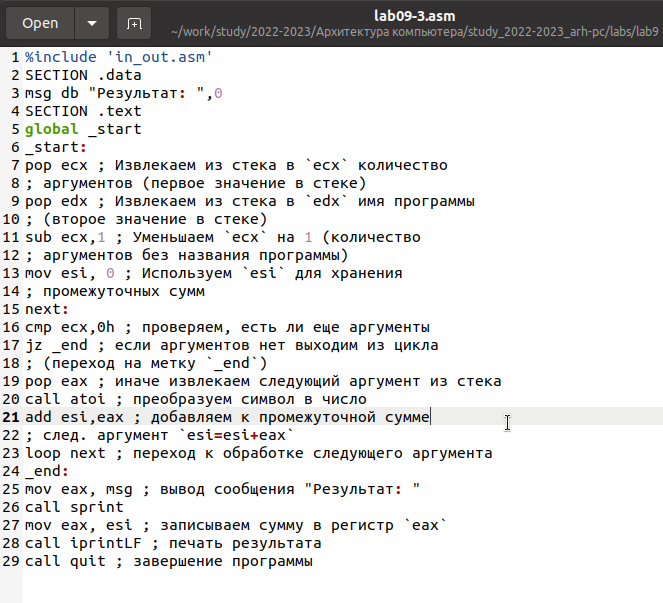 Open
lab09-3.asm
~/work/study/2022-2023/Архитектура компьютера/study_2022-2023_arh-pc/labs/lab9
1 %include 'in_out.asm'
2 SECTION .data
3 msg db "Результат: ",0
4 SECTION .text
5 global _start
6 _start:
7 pop ecx ; Извлекаем из стека в `ecx` количество
8 ; аргументов (первое значение в стеке)
9 pop edx ; Извлекаем из стека в `edx` имя программы
10 ; (второе значение в стеке)
11 sub ecx,1 ; Уменьшаем `ecx` на 1 (количество
12 ; аргументов без названия программы)
13 mov esi, 0 ; Используем `esi` для хранения
14 ; промежуточных сумм
15 next:
16 cmp ecx,0h ; проверяем, есть ли еще аргументы
17 jz _end ; если аргументов нет выходим из цикла
18 ; (переход на метку `_end`)
19 pop eax ; иначе извлекаем следующий аргумент из стека
20 call atoi ; преобразуем символ в число
21 add esi,eax ; добавляем к промежуточной сумме
22 ; след. аргумент `esi=esi+eax`
23 loop next ; переход к обработке следующего аргумента
24 _end:
25 mov eax, msg ; вывод сообщения "Результат: "
26 call sprint
27 mov eax, esi ; записываем сумму в регистр `eax`
28 call iprintLF ; печать результата
29 call quit ; завершение программы